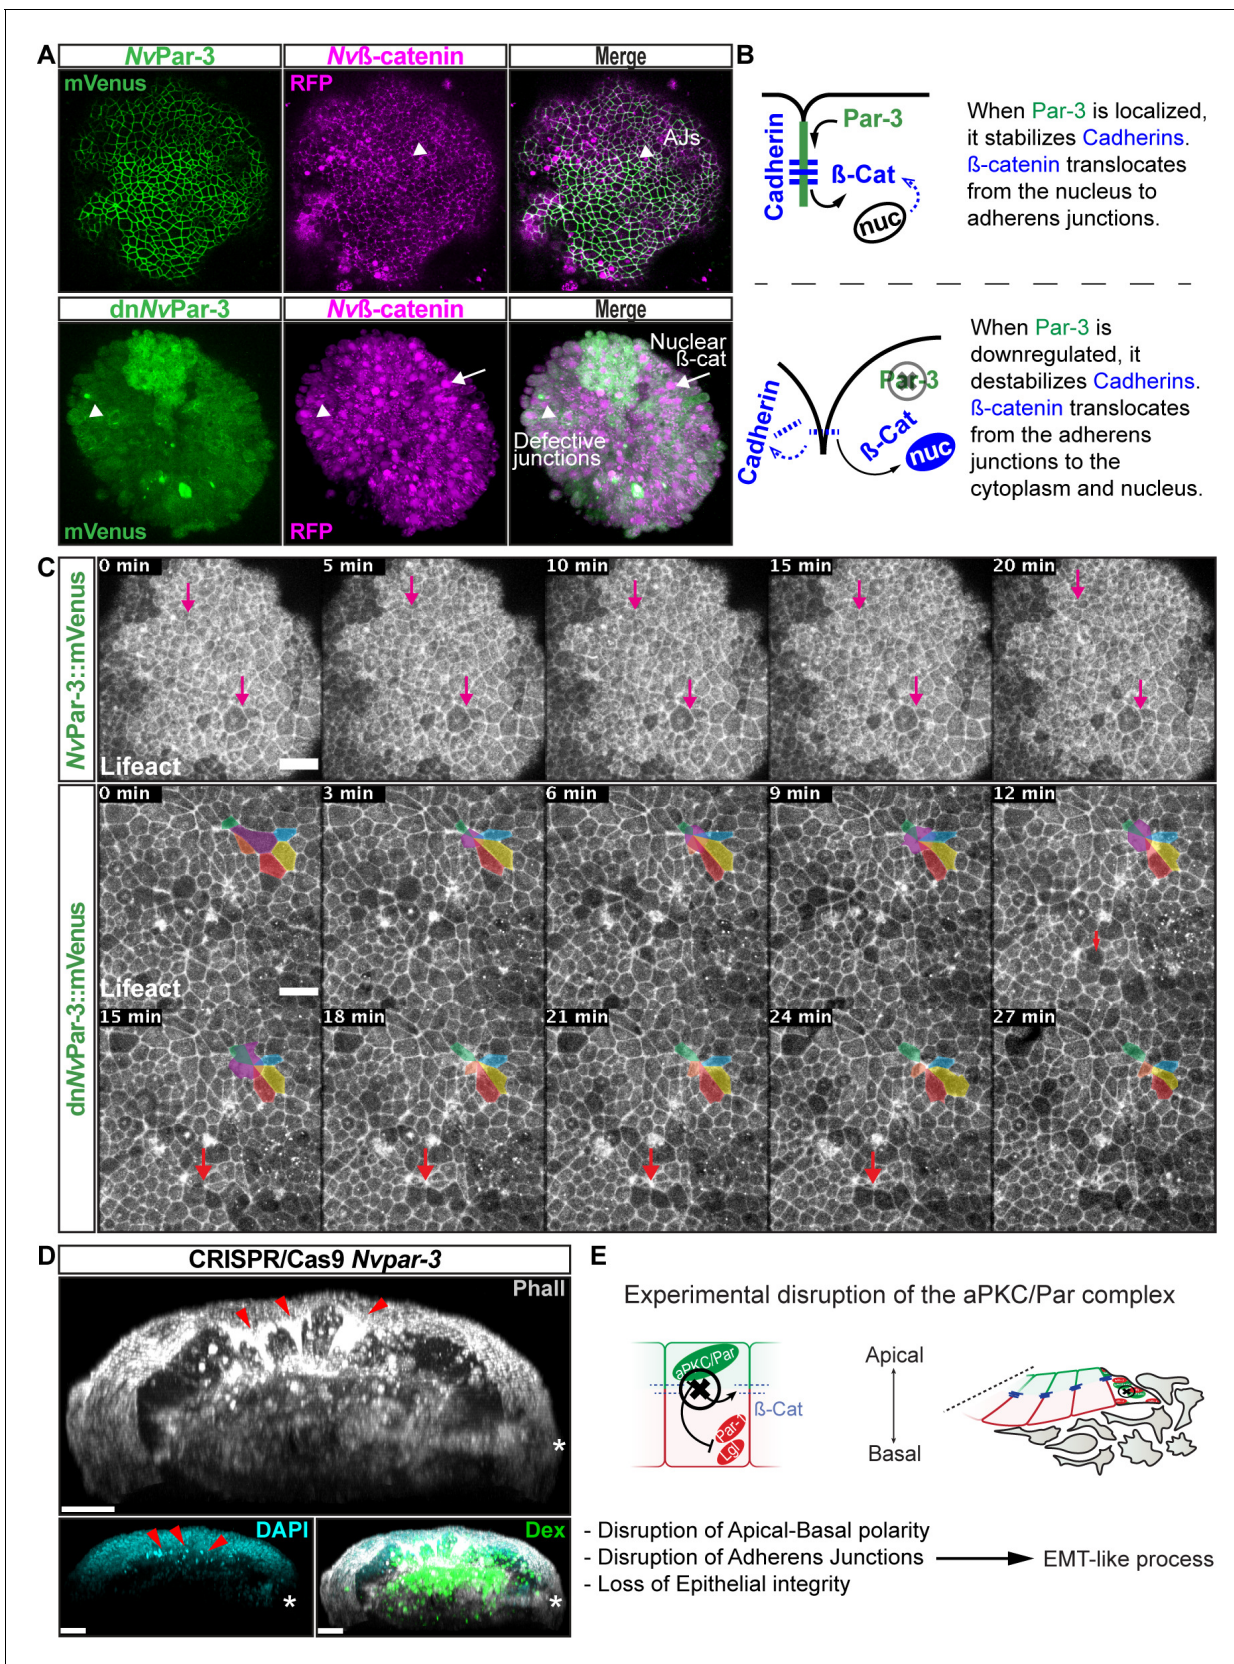 A
NvPar-3
Nvß-catenin
Merge
mVenus
RFP
AJs
dnNvPar-3
Nvß-catenin
Merge
Nuclear
ß-cat
Defective
junctions
mVenus
RFP
B
Cadherin
Par-3
ß-Cat
nuc
When Par-3 is localized,
it stabilizes Cadherins.
ß-catenin translocates
from the nucleus to
adherens junctions.
Cadherin
Par-3
ß-Cat
nuc
When Par-3 is
downregulated, it
destabilizes Cadherins.
ß-catenin translocates
from the adherens
junctions to the
cytoplasm and nucleus.
C
NvPar-3::mVenus
0 min
5 min
10 min
15 min
20 min
Lifeact
dnNvPar-3::mVenus
0 min
3 min
6 min
9 min
12 min
Lifeact
15 min
18 min
21 min
24 min
27 min
D
CRISPR/Cas9 Nvpar-3
Phall
*
DAPI
*
Dex
*
E
Experimental disruption of the aPKC/Par complex
aPKC/Par
ß-Cat
Par-1
Lgl
Apical
Basal
- Disruption of Apical-Basal polarity
- Disruption of Adherens Junctions
- Loss of Epithelial integrity
EMT-like process